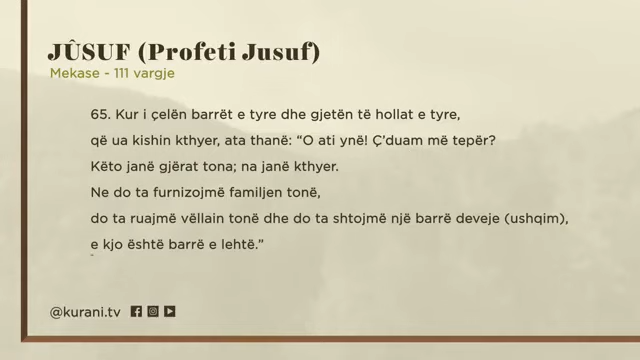 JÛSUF (Profeti Jusuf)
Mekase - 111 vargje
65. Kur i çelën barrët e tyre dhe gjetën të hollat e tyre,
që ua kishin kthyer, ata thanë: “O ati ynë! Ç’duam më tepër?
Këto janë gjërat tona; na janë kthyer.
Ne do ta furnizojmë familjen tonë,
do ta ruajmë vëllain tonë dhe do ta shtojmë një barrë deveje (ushqim),
e kjo është barrë e lehtë.”
@kurani.tv